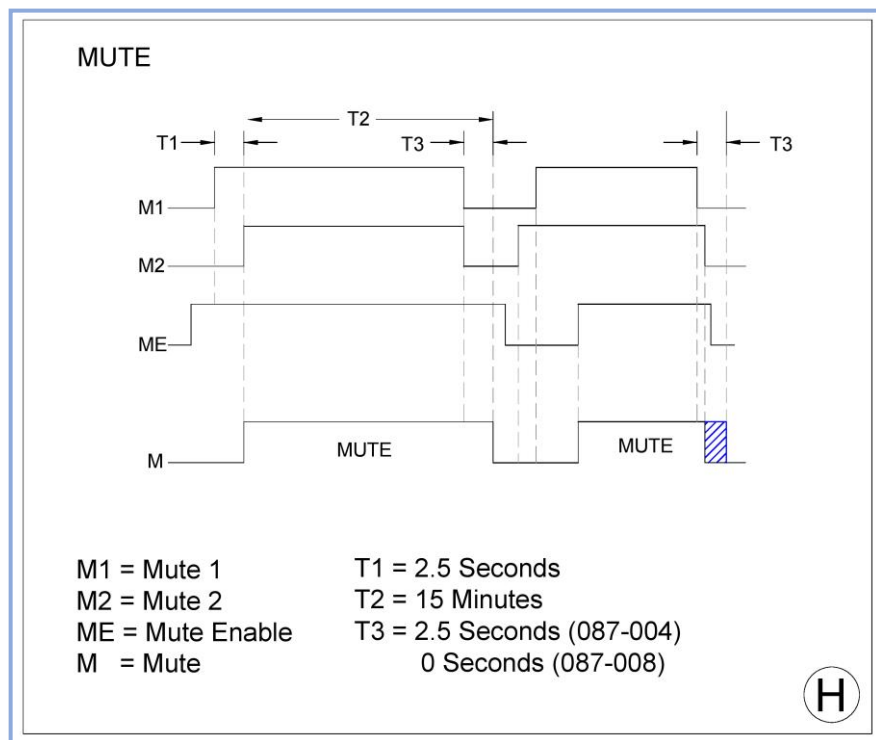 MUTE
T2
T1
T3
T3
M1
M2
ME
M
MUTE
MUTE
M1 = Mute 1
M2 = Mute 2
ME = Mute Enable
M = Mute
T1 = 2.5 Seconds
T2 = 15 Minutes
T3 = 2.5 Seconds (087-004)
0 Seconds (087-008)
H